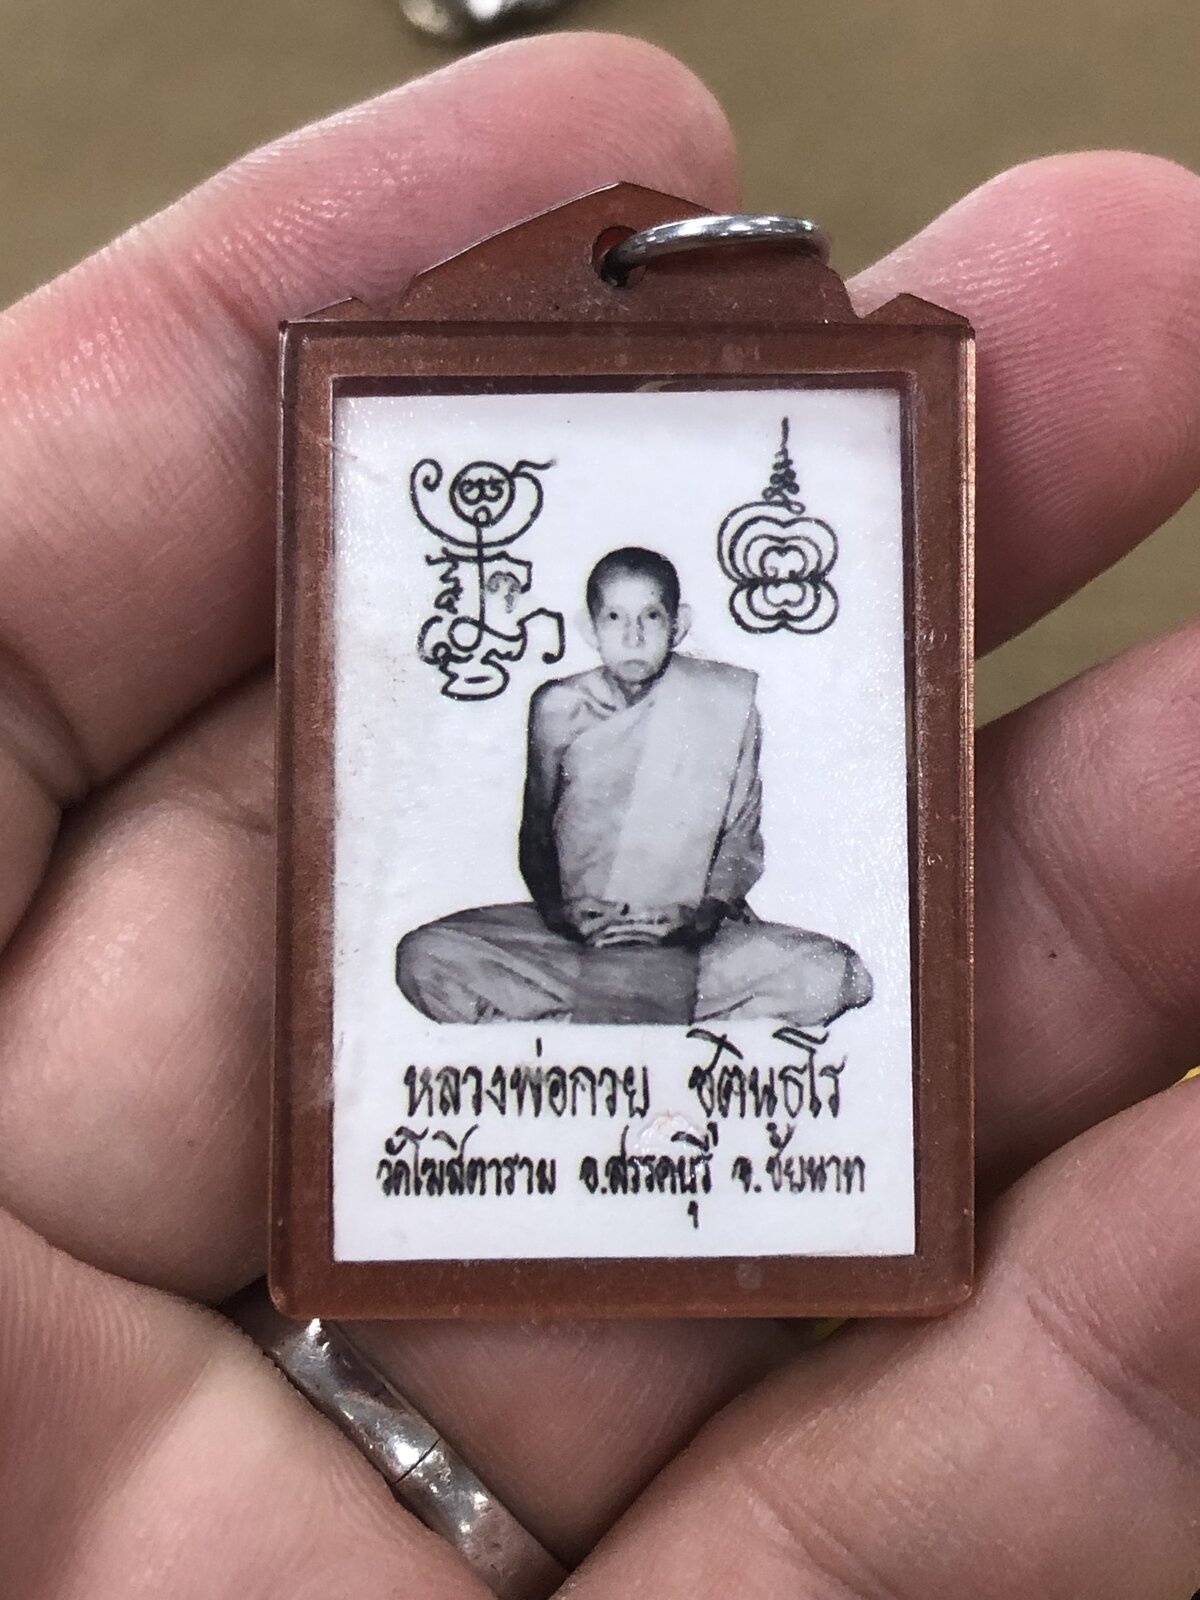 หลวงพ่อกวย ชุตินฺธโร
วัดโฆสิตาราม อ.สรรคบุรี จ.ชัยนาท